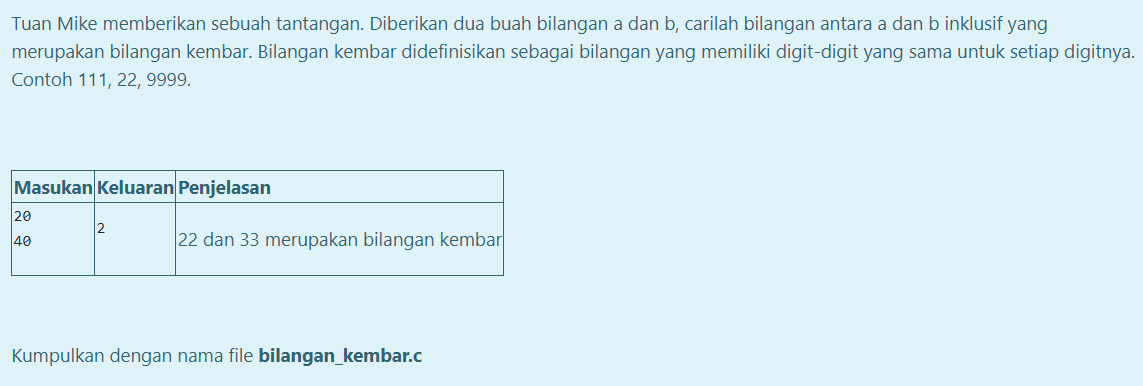 Tuan Mike memberikan sebuah tantangan. Diberikan dua buah bilangan a dan b, carilah bilangan antara a dan b inklusif yang
merupakan bilangan kembar. Bilangan kembar didefinisikan sebagai bilangan yang memiliki digit-digit yang sama untuk setiap digitnya.
Contoh 111, 22, 9999.
Masukan Keluaran Penjelasan
20
40
2
22 dan 33 merupakan bilangan kembar
Kumpulkan dengan nama file bilangan_kembar.c